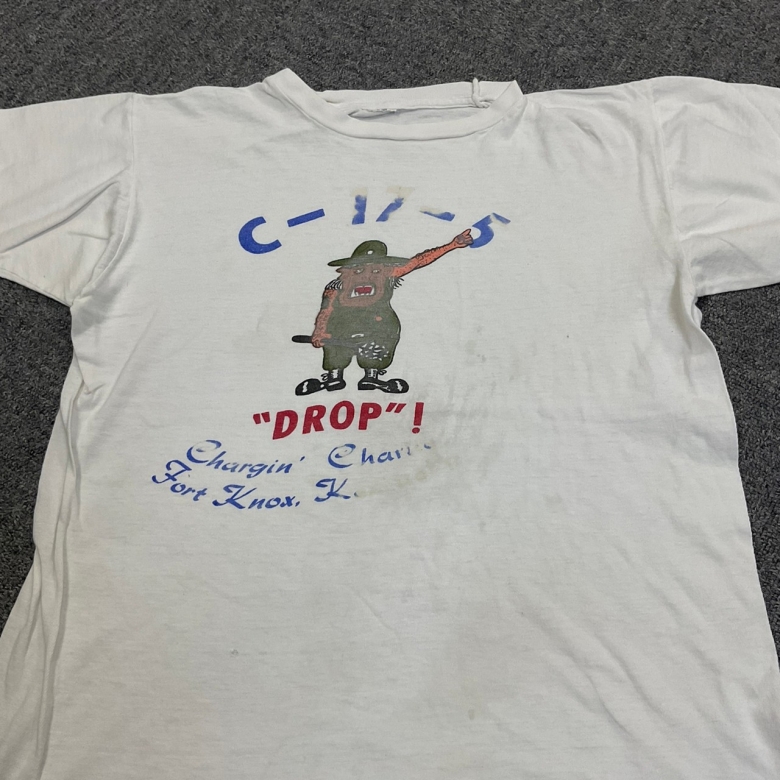 C-17-5
"DROP"!
Chargin'
Fort Knox, K